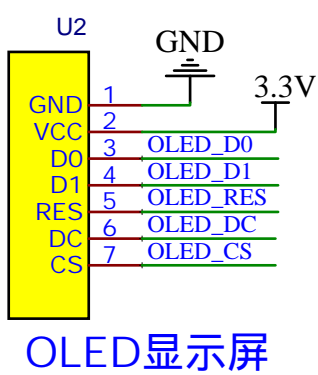 U2
GND
3.3V
GND 1
VCC 2
D0 3 OLED_D0
D1 4 OLED_D1
RES 5 OLED_RES
DC 6 OLED_DC
CS 7 OLED_CS
OLED显示屏